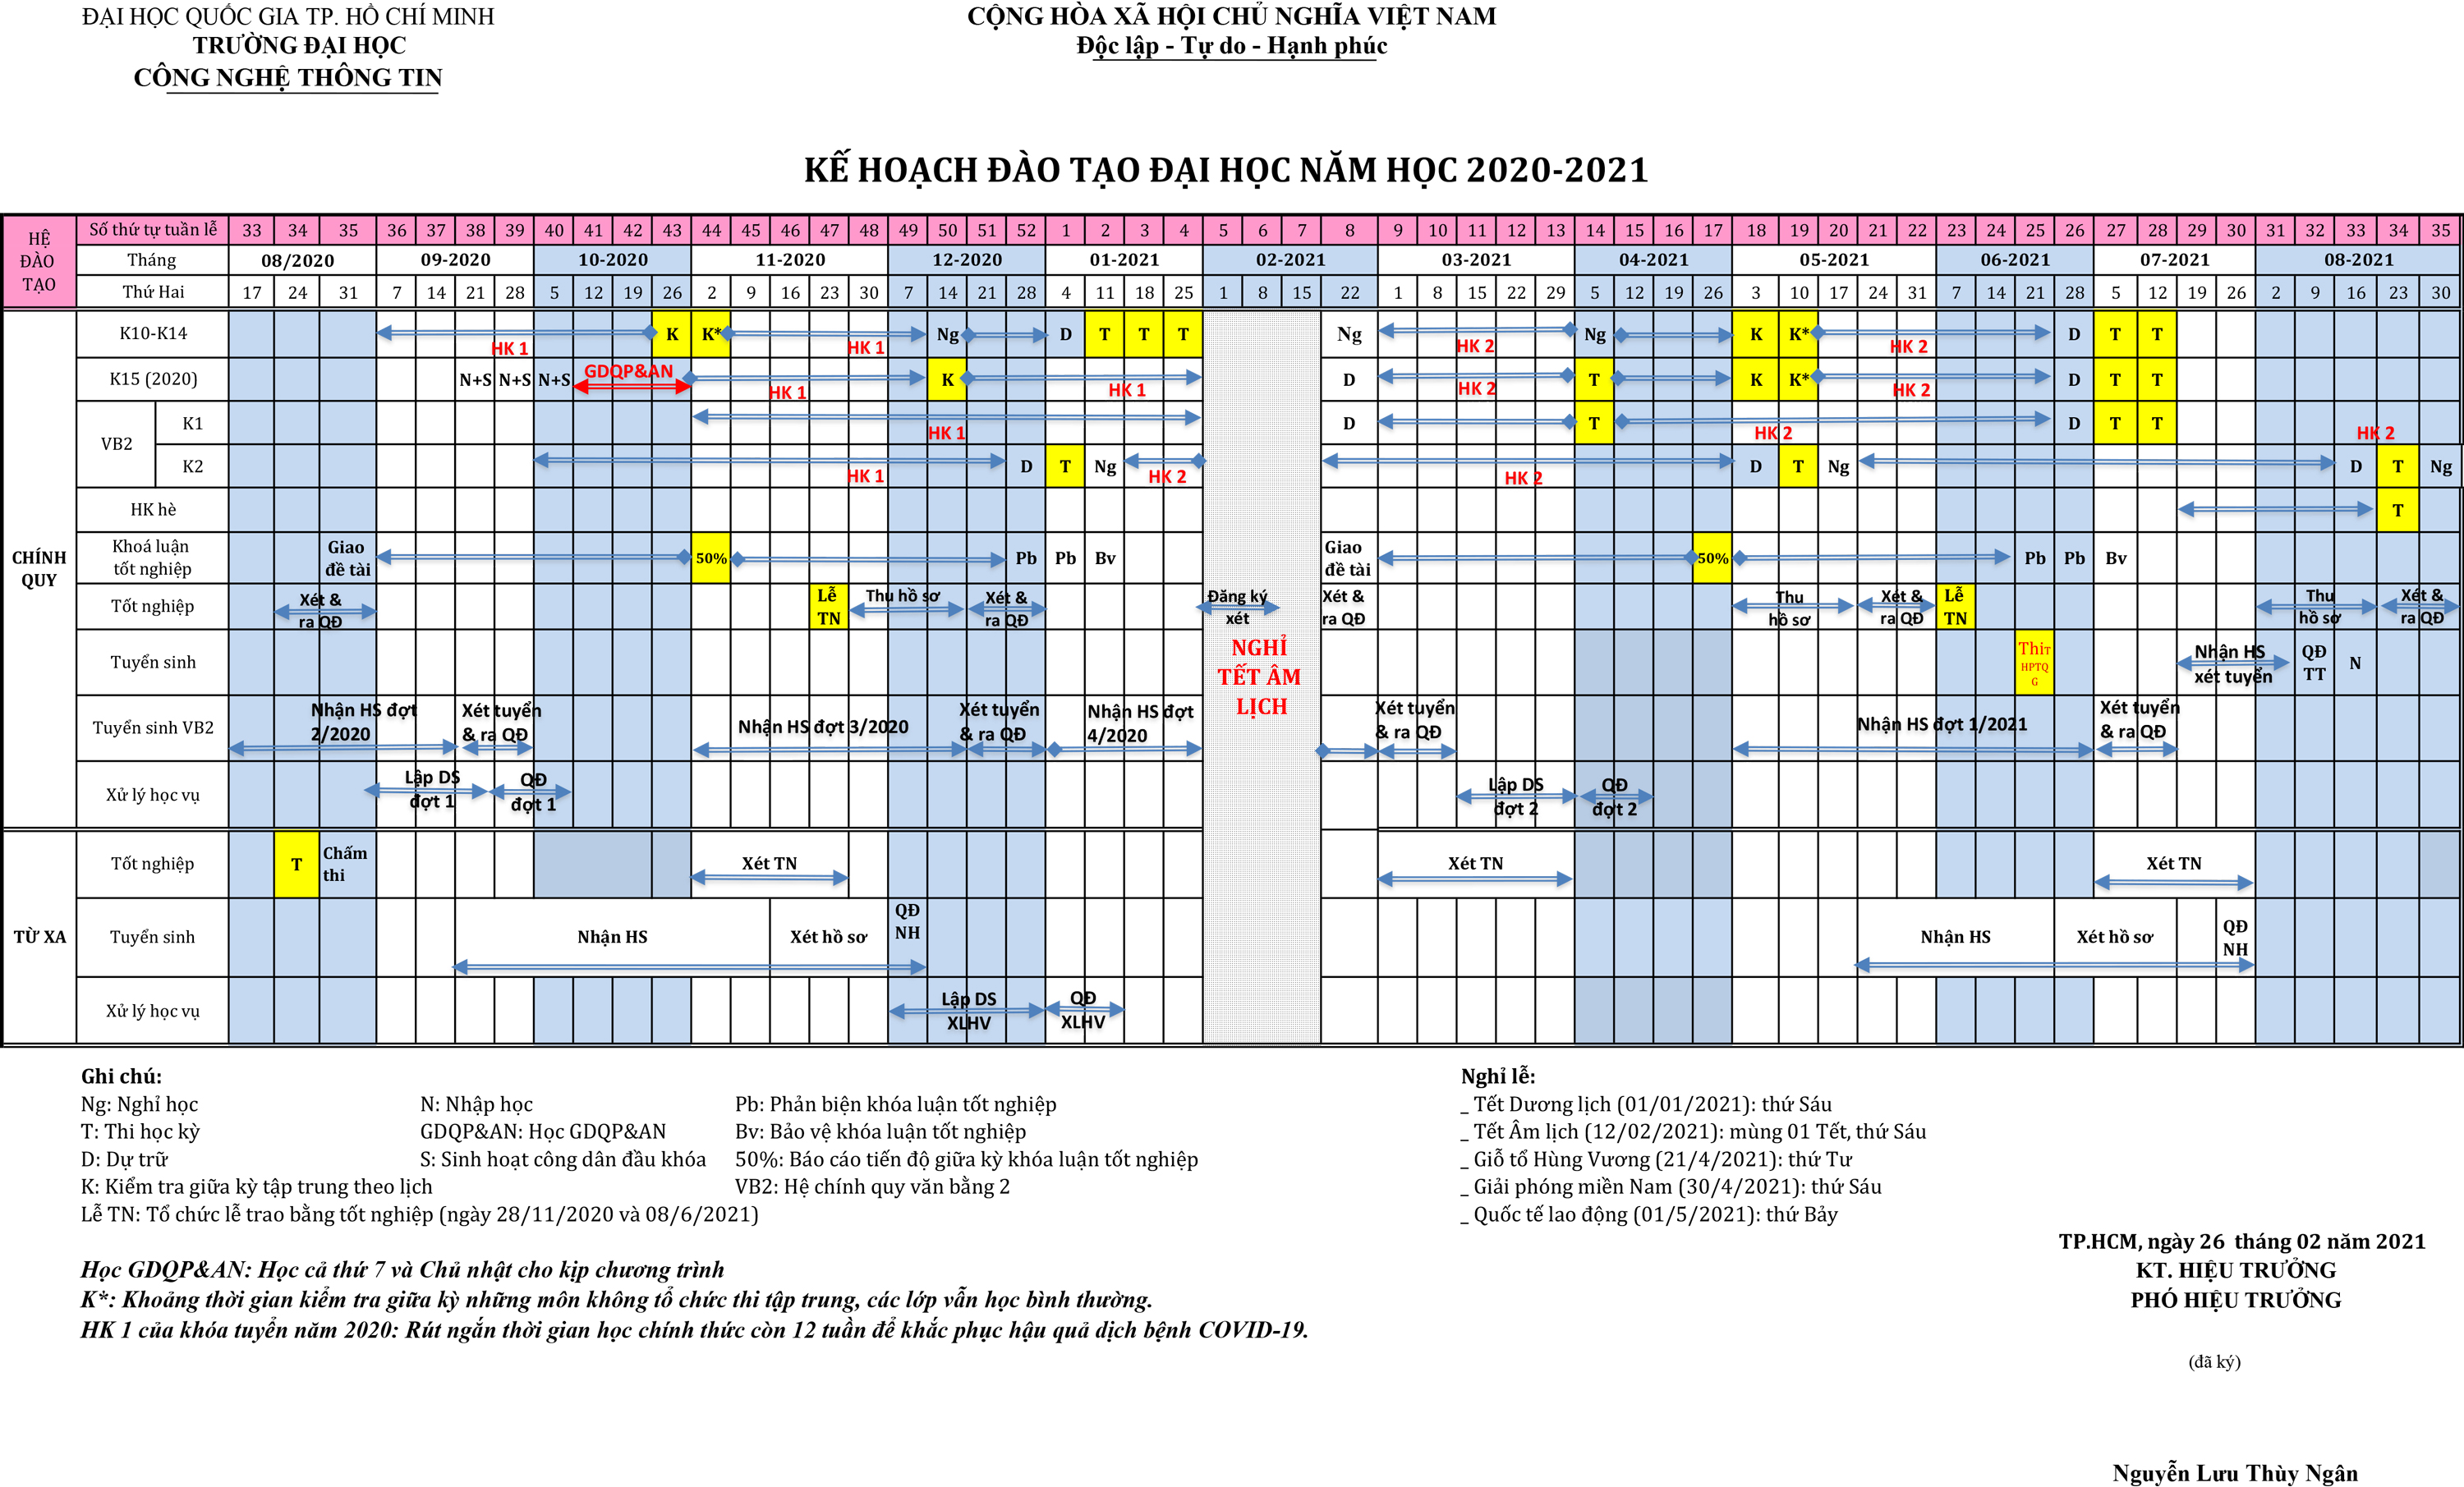 ĐẠI HỌC QUỐC GIA TP. HỒ CHÍ MINH
TRƯỜNG ĐẠI HỌC
CÔNG NGHỆ THÔNG TIN
CỘNG HÒA XÃ HỘI CHỦ NGHĨA VIỆT NAM
Độc lập - Tự do - Hạnh phúc
KẾ HOẠCH ĐÀO TẠO ĐẠI HỌC NĂM HỌC 2020-2021
HỆ ĐÀO TẠO
Số thứ tự tuần lễ 33 34 35 36 37 38 39 40 41 42 43 44 45 46 47 48 49 50 51 52 1 2 3 4 5 6 7 8 9 10 11 12 13 14 15 16 17 18 19 20 21 22 23 24 25 26 27 28 29 30 31 32 33 34 35
Tháng 08/2020 09-2020 10-2020 11-2020 12-2020 01-2021 02-2021 03-2021 04-2021 05-2021 06-2021 07-2021 08-2021
Thứ Hai 17 24 31 7 14 21 28 5 12 19 26 2 9 16 23 30 7 14 21 28 4 11 18 25 1 8 15 22 1 8 15 22 29 5 12 19 26 3 10 17 24 31 7 14 21 28 5 12 19 26 2 9 16 23 30
CHÍNH QUY
K10-K14 HK 1 K K* HK 1 Ng D T T T Ng HK 2 Ng K K* HK 2 D T T
K15 (2020) N+S N+S N+S GDQP&AN HK 1 K HK 1 D HK 2 T K K* HK 2 D T T
VB2
K1 HK 1 D T HK 2 D T T HK 2
K2 HK 1 D T Ng HK 2 HK 2 D T Ng D T Ng
HK hè T
Khoá luận tốt nghiệp Giao đề tài 50% Pb Pb Bv Giao đề tài 50% Pb Pb Bv
Tốt nghiệp Xét & ra QĐ Lễ TN Thu hồ sơ Xét & ra QĐ Đăng ký xét Xét & ra QĐ Thu hồ sơ Xét & ra QĐ Lễ TN Thu hồ sơ Xét & ra QĐ
NGHỈ TẾT ÂM LỊCH
Tuyển sinh Thi THPTQG Nhận HS xét tuyển QĐ TT N
Tuyển sinh VB2 Nhận HS đợt 2/2020 Xét tuyển & ra QĐ Nhận HS đợt 3/2020 Xét tuyển & ra QĐ Nhận HS đợt 4/2020 Xét tuyển & ra QĐ Nhận HS đợt 1/2021 Xét tuyển & ra QĐ
Xử lý học vụ Lập DS đợt 1 QĐ đợt 1 Lập DS đợt 2 QĐ đợt 2
TỪ XA
Tốt nghiệp T Chấm thi Xét TN Xét TN Xét TN
Tuyển sinh Nhận HS Xét hồ sơ QĐ NH Nhận HS Xét hồ sơ QĐ NH
Xử lý học vụ Lập DS XLHV QĐ XLHV
Ghi chú:
Ng: Nghỉ học N: Nhập học Pb: Phản biện khóa luận tốt nghiệp
T: Thi học kỳ GDQP&AN: Học GDQP&AN Bv: Bảo vệ khóa luận tốt nghiệp
D: Dự trữ S: Sinh hoạt công dân đầu khóa 50%: Báo cáo tiến độ giữa kỳ khóa luận tốt nghiệp
K: Kiểm tra giữa kỳ tập trung theo lịch VB2: Hệ chính quy văn bằng 2
Lễ TN: Tổ chức lễ trao bằng tốt nghiệp (ngày 28/11/2020 và 08/6/2021)
Nghỉ lễ:
_ Tết Dương lịch (01/01/2021): thứ Sáu
_ Tết Âm lịch (12/02/2021): mùng 01 Tết, thứ Sáu
_ Giỗ tổ Hùng Vương (21/4/2021): thứ Tư
_ Giải phóng miền Nam (30/4/2021): thứ Sáu
_ Quốc tế lao động (01/5/2021): thứ Bảy
Học GDQP&AN: Học cả thứ 7 và Chủ nhật cho kịp chương trình
K*: Khoảng thời gian kiểm tra giữa kỳ những môn không tổ chức thi tập trung, các lớp vẫn học bình thường.
HK 1 của khóa tuyển năm 2020: Rút ngắn thời gian học chính thức còn 12 tuần để khắc phục hậu quả dịch bệnh COVID-19.
TP.HCM, ngày 26 tháng 02 năm 2021
KT. HIỆU TRƯỞNG
PHÓ HIỆU TRƯỞNG
(đã ký)
Nguyễn Lưu Thùy Ngân